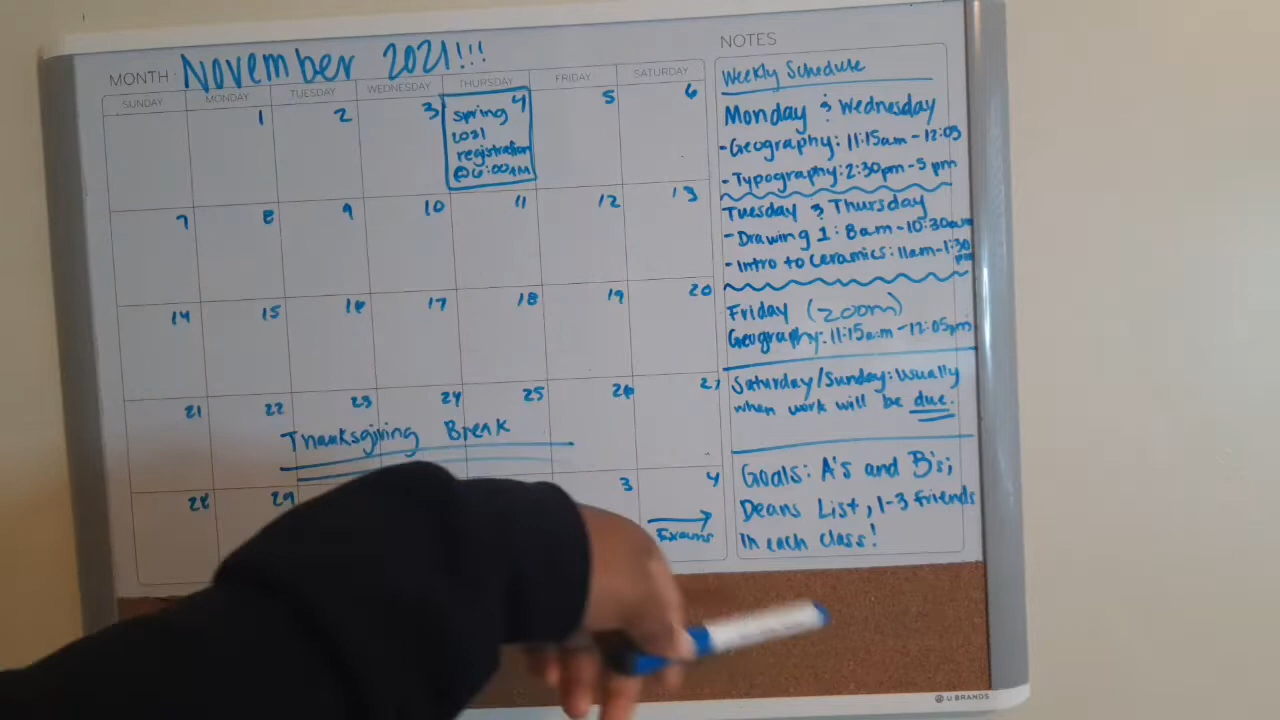 MONTH: November 2021!!!
SUNDAY MONDAY TUESDAY WEDNESDAY THURSDAY FRIDAY SATURDAY
1 2 3 4 5 6
spring
registration
@6:00AM
7 8 9 10 11 12 13
14 15 16 17 18 19 20
21 22 23 24 25 26 27
Thanksgiving Break
28 29 3 4
Exams
NOTES
Weekly Schedule
Monday & Wednesday
- Geography: 11:15am - 12:05
- Typography: 2:30pm - 5 pm
Tuesday & Thursday
- Drawing 1: 8am - 10:30am
- Intro to ceramics: 11am - 1:30
pm
Friday (zoom)
Geography: 11:15am - 12:05pm
Saturday/Sunday: usually
when work will be due.
Goals: A's and B's;
Deans List, 1-3 friends
in each class!
U BRANDS